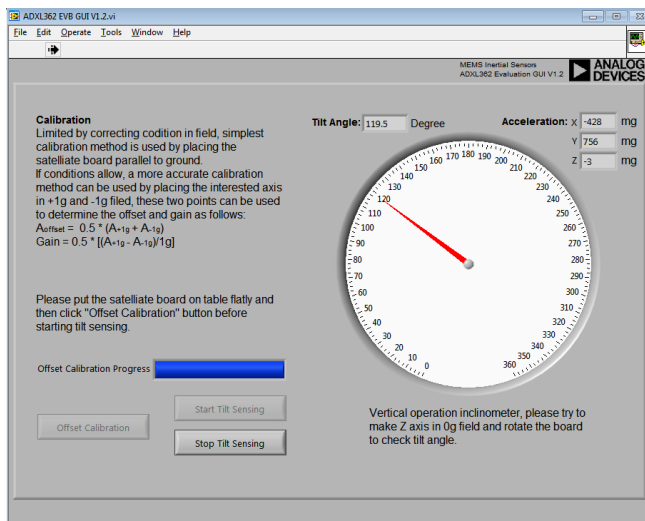 ADXL362 EVB GUI V1.2.vi
File Edit Operate Tools Window Help
MEMS Inertial Sensors
ADXL362 Evaluation GUI V1.2
ANALOG
DEVICES
Calibration
Limited by correcting codition in field, simplest
calibration method is used by placing the
satelliate board parallel to ground.
If conditions allow, a more accurate calibration
method can be used by placing the interested axis
in +1g and -1g filed, these two points can be used
to determine the offset and gain as follows:
Aoffset = 0.5 * (A+1g + A-1g)
Gain = 0.5 * [(A+1g - A-1g)/1g]
Please put the satelliate board on table flatly and
then click "Offset Calibration" button before
starting tilt sensing.
Offset Calibration Progress
Offset Calibration
Start Tilt Sensing
Stop Tilt Sensing
Tilt Angle: 119.5 Degree
Acceleration: X -428 mg
Y 756 mg
Z -3 mg
0
10
20
30
40
50
60
70
80
90
100
110
120
130
140
150
160
170
180
190
200
210
220
230
240
250
260
270
280
290
300
310
320
330
340
350
360
Vertical operation inclinometer, please try to
make Z axis in 0g field and rotate the board
to check tilt angle.